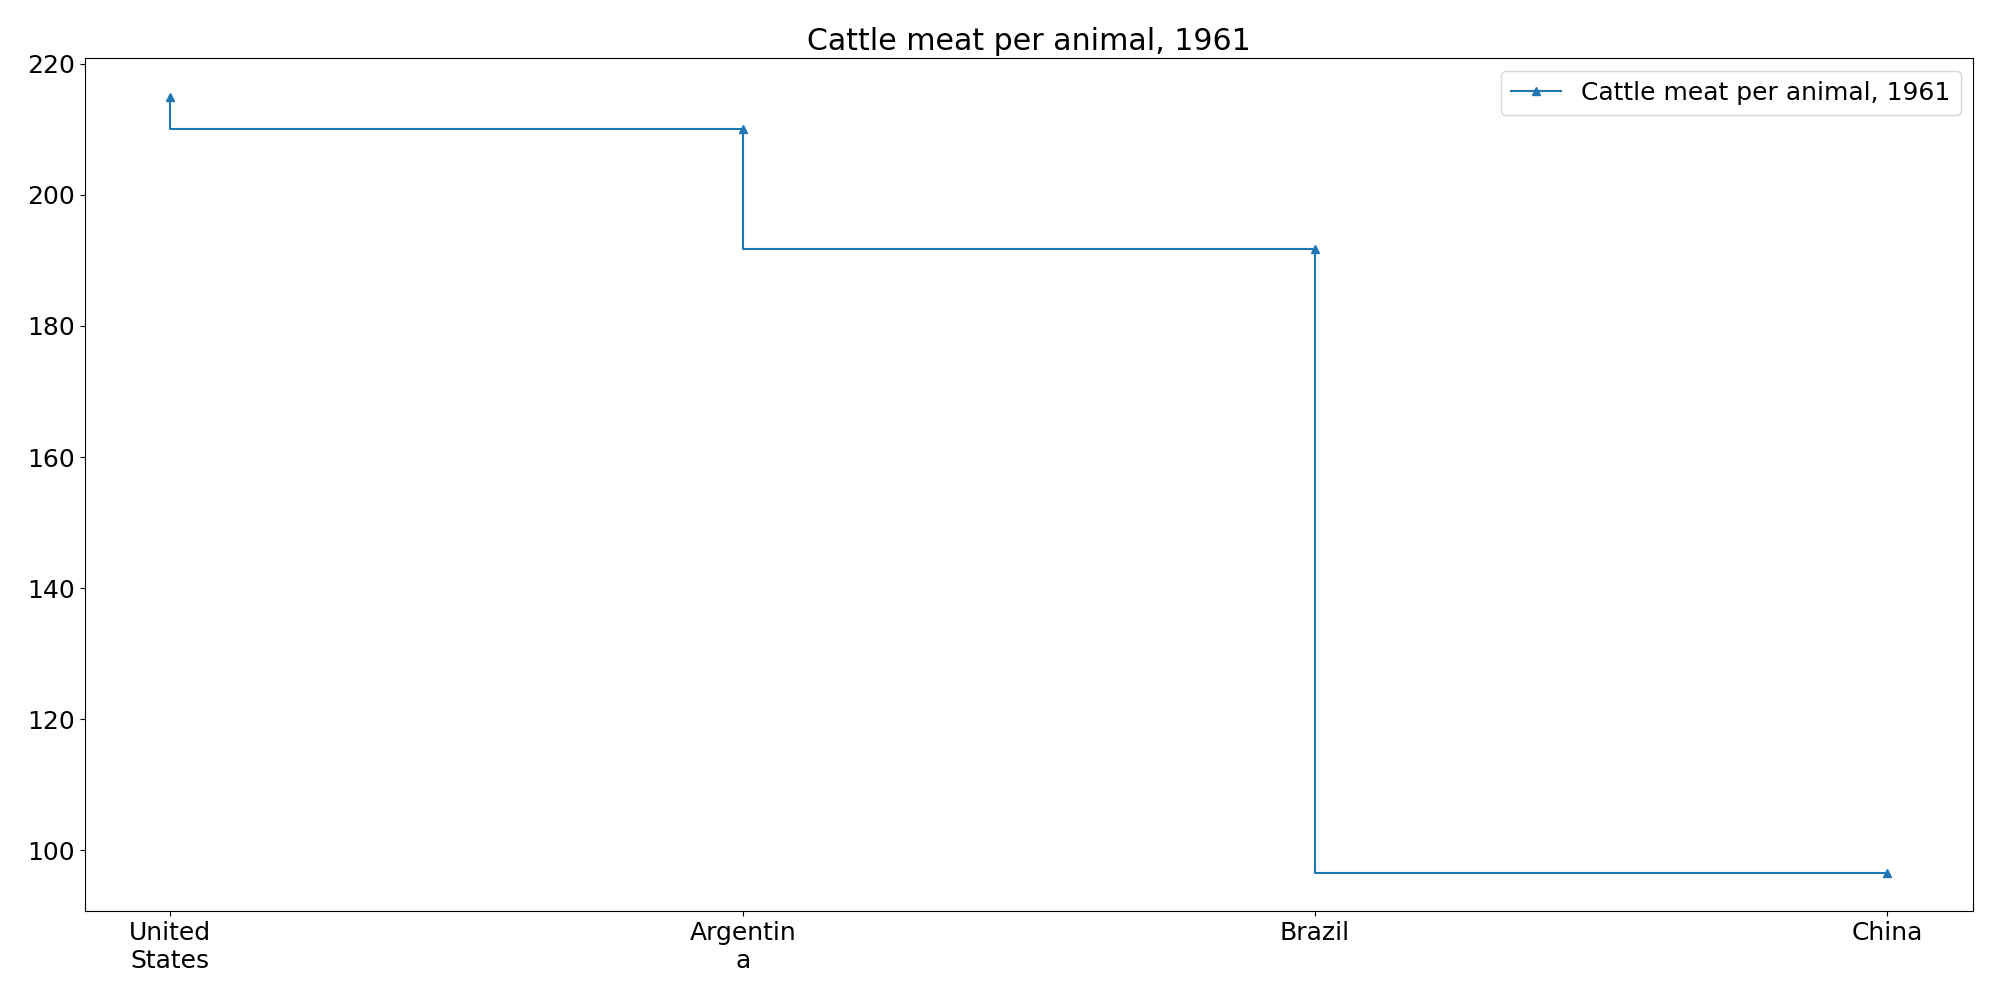 Cattle meat per animal, 1961
Cattle meat per animal, 1961
220
200
180
160
140
120
100
United
States
Argentin
a
Brazil
China